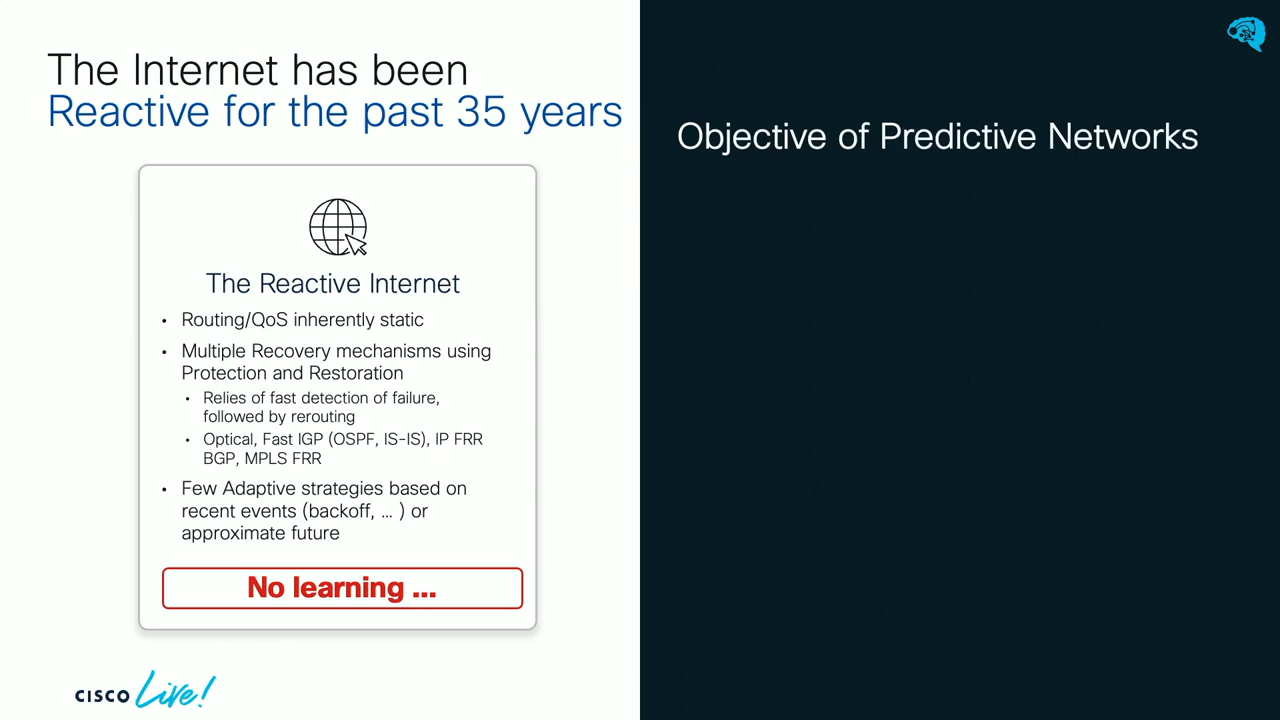 The Internet has been
Reactive for the past 35 years
The Reactive Internet
• Routing/QoS inherently static
• Multiple Recovery mechanisms using
Protection and Restoration
• Relies of fast detection of failure,
followed by rerouting
• Optical, Fast IGP (OSPF, IS-IS), IP FRR
BGP, MPLS FRR
• Few Adaptive strategies based on
recent events (backoff, ... ) or
approximate future
No learning ...
CISCO Live!
Objective of Predictive Networks